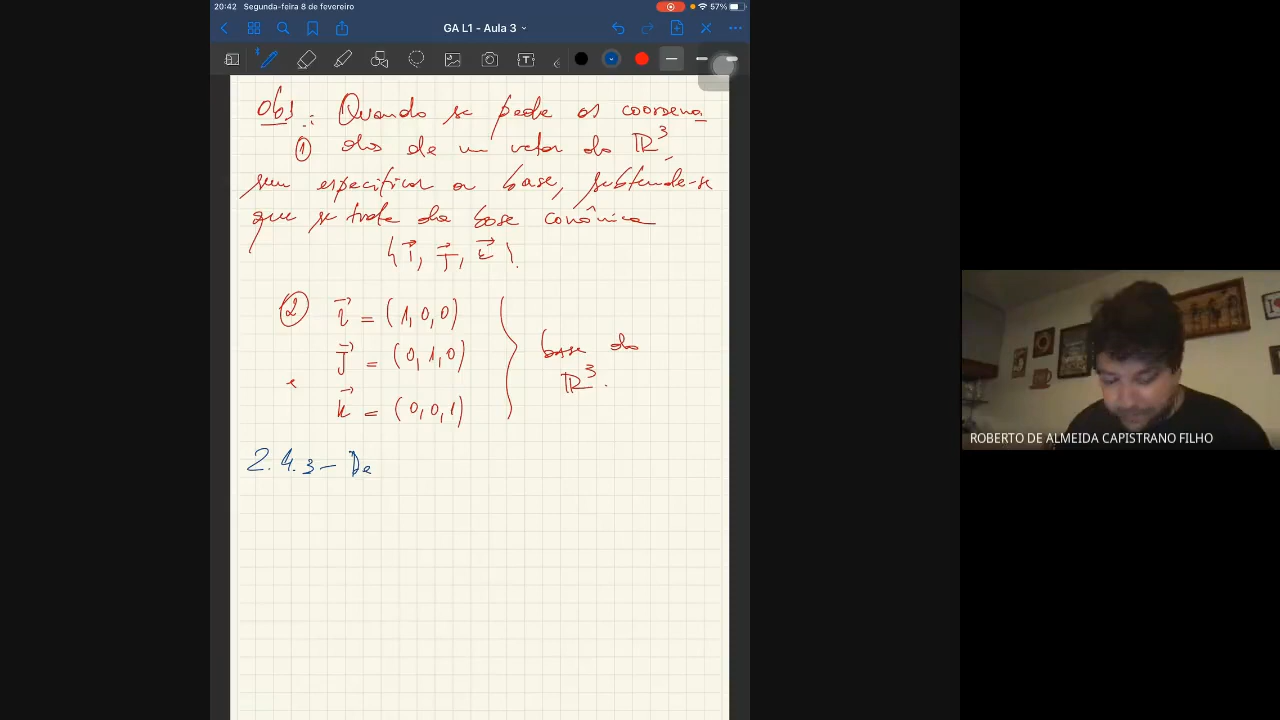 20:42 Segunda-feira 8 de fevereiro
57%
GA L1 - Aula 3
Obs.: Quando se pede as coordena
① das de um vetor do ℝ³,
sem especificar a base, subtende-se
que se trata da base canônica
{i⃗, j⃗, k⃗}.
② i⃗ = (1, 0, 0)
j⃗ = (0, 1, 0)
base do
e
ℝ³.
k⃗ = (0, 0, 1)
2.4.3 - De
ROBERTO DE ALMEIDA CAPISTRANO FILHO